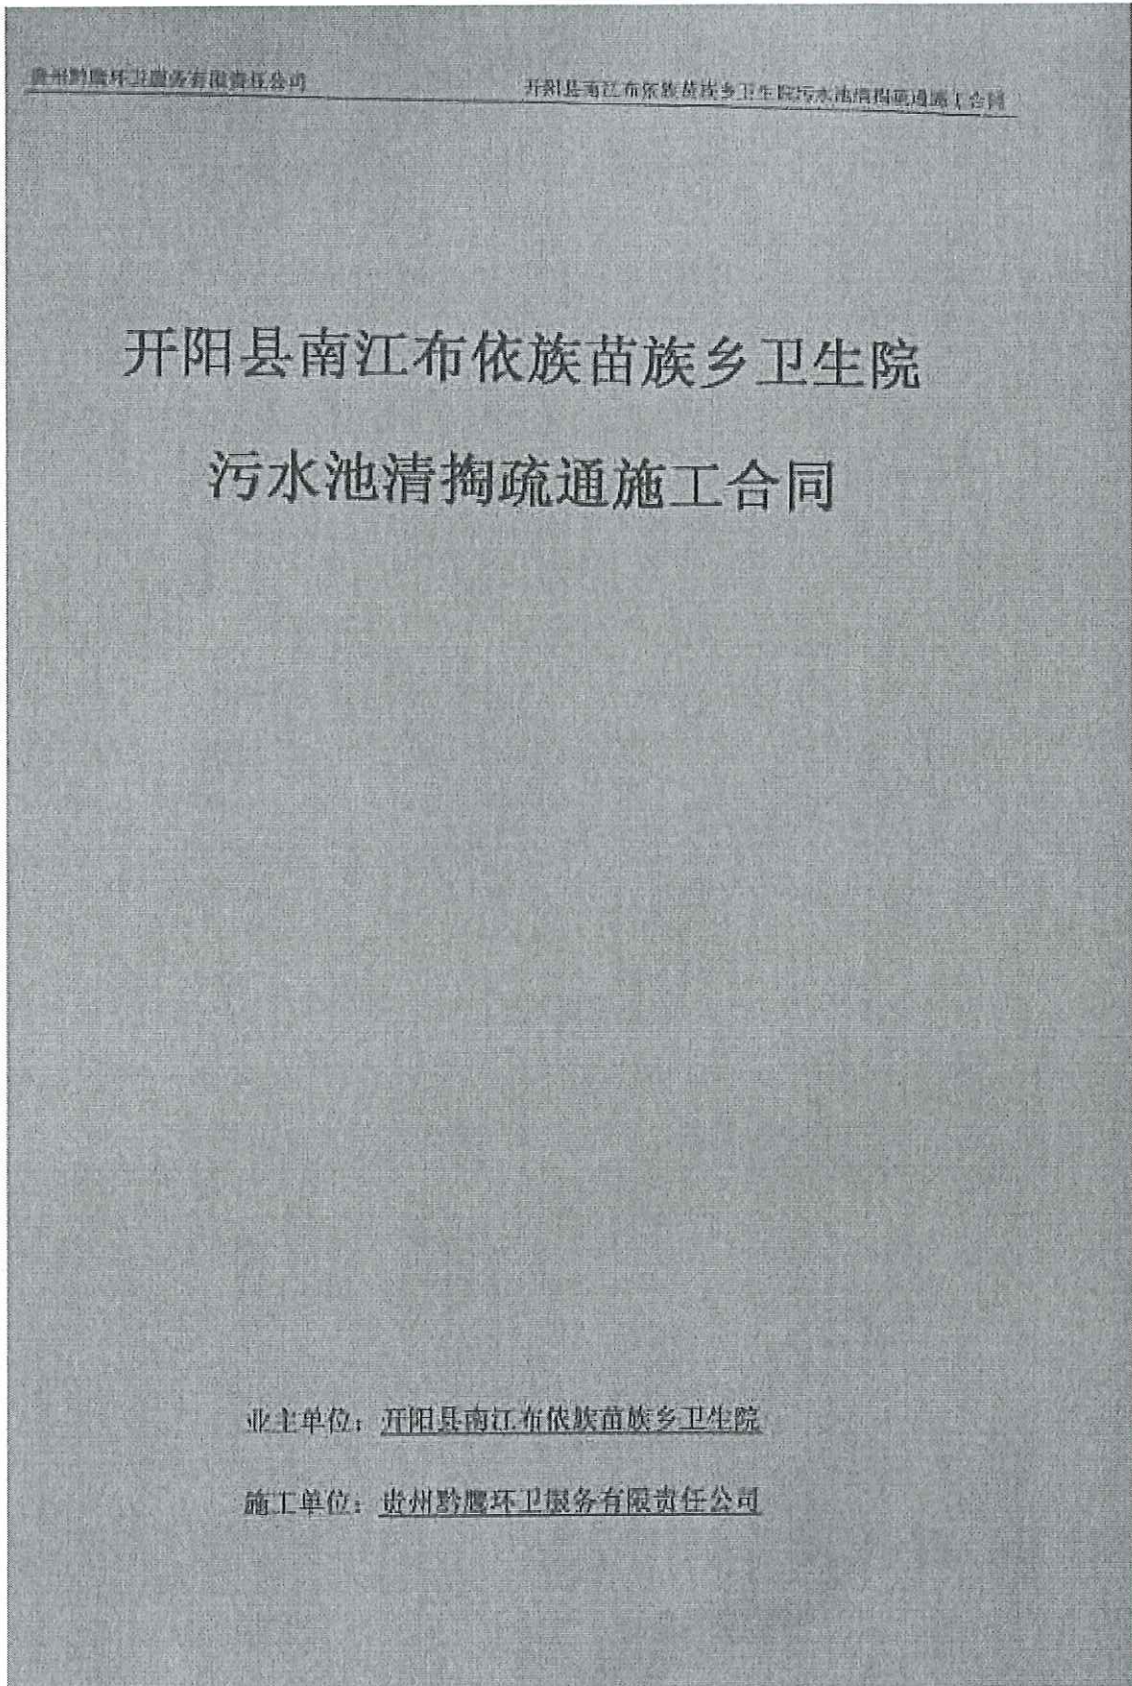 贵州黔鹰环卫服务有限责任公司 开阳县南江布依族苗族乡卫生院污水池清掏疏通施工合同
开阳县南江布依族苗族乡卫生院
污水池清掏疏通施工合同
业主单位：开阳县南江布依族苗族乡卫生院
施工单位：贵州黔鹰环卫服务有限责任公司